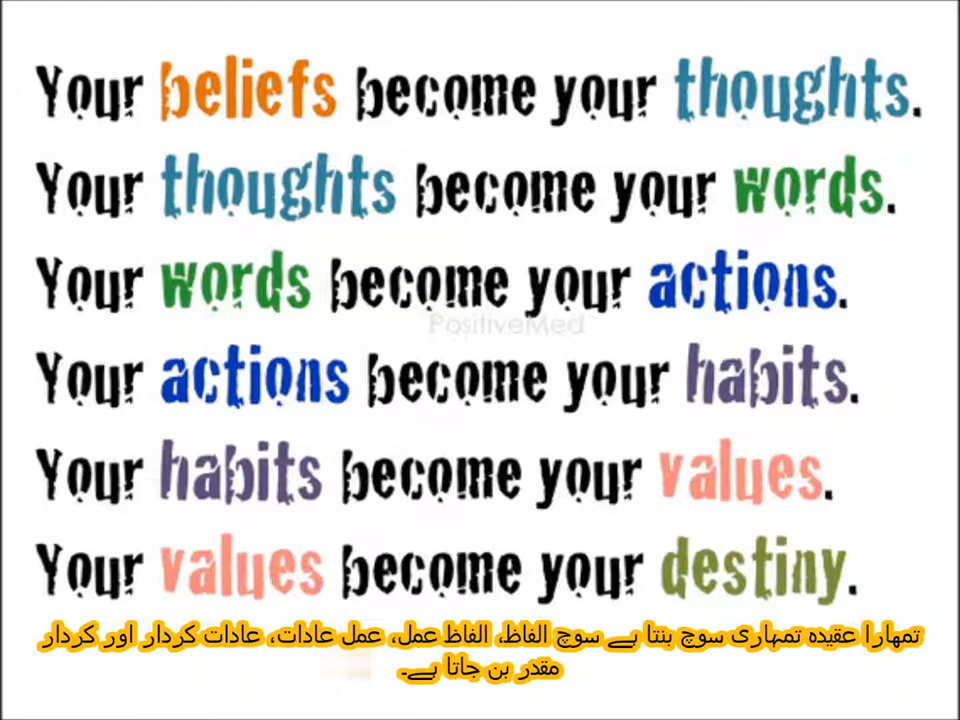 Your beliefs become your thoughts.
Your thoughts become your words.
Your words become your actions.
PositiveMed
Your actions become your habits.
Your habits become your values.
Your values become your destiny.
تمھارا عقیدہ تمہاری سوچ بنتا ہے سوچ الفاظ، الفاظ عمل، عمل عادات، عادات کردار اور کردار
مقدر بن جاتا ہے۔